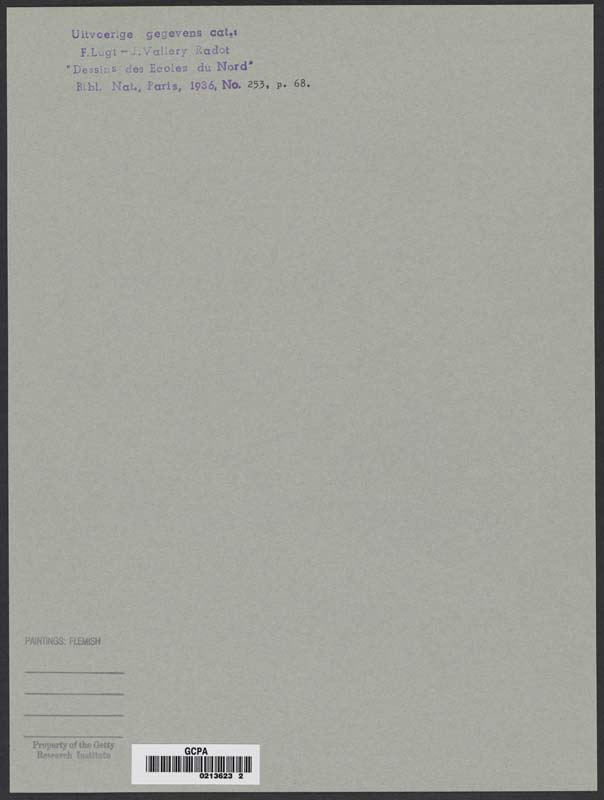 Uitvoerige gegevens cat.:
F. Lugt - J. Vallery Radot
"Dessins des Ecoles du Nord"
Bibl. Nat., Paris, 1936, No. 253, p. 68.
PAINTINGS: FLEMISH
Property of the Getty
Research Institute
GCPA
0213623 2